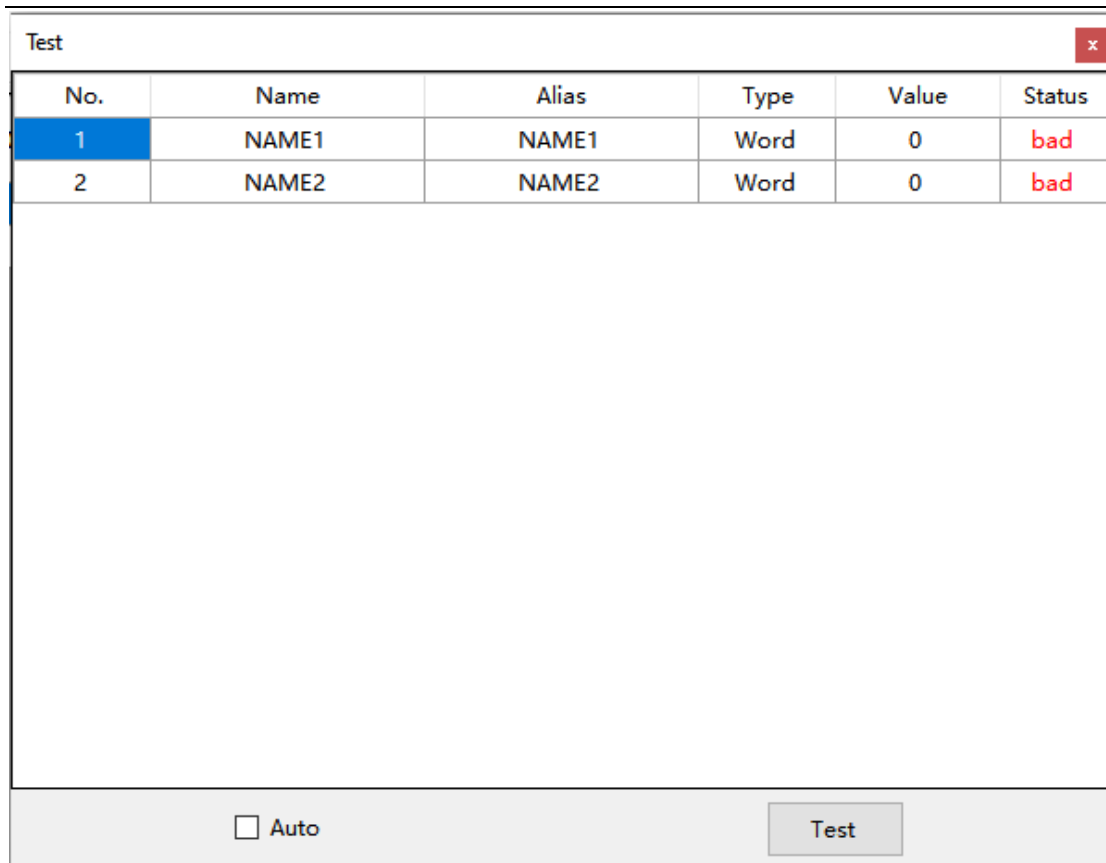 Test
x
No. Name Alias Type Value Status
1 NAME1 NAME1 Word 0 bad
2 NAME2 NAME2 Word 0 bad
Auto Test